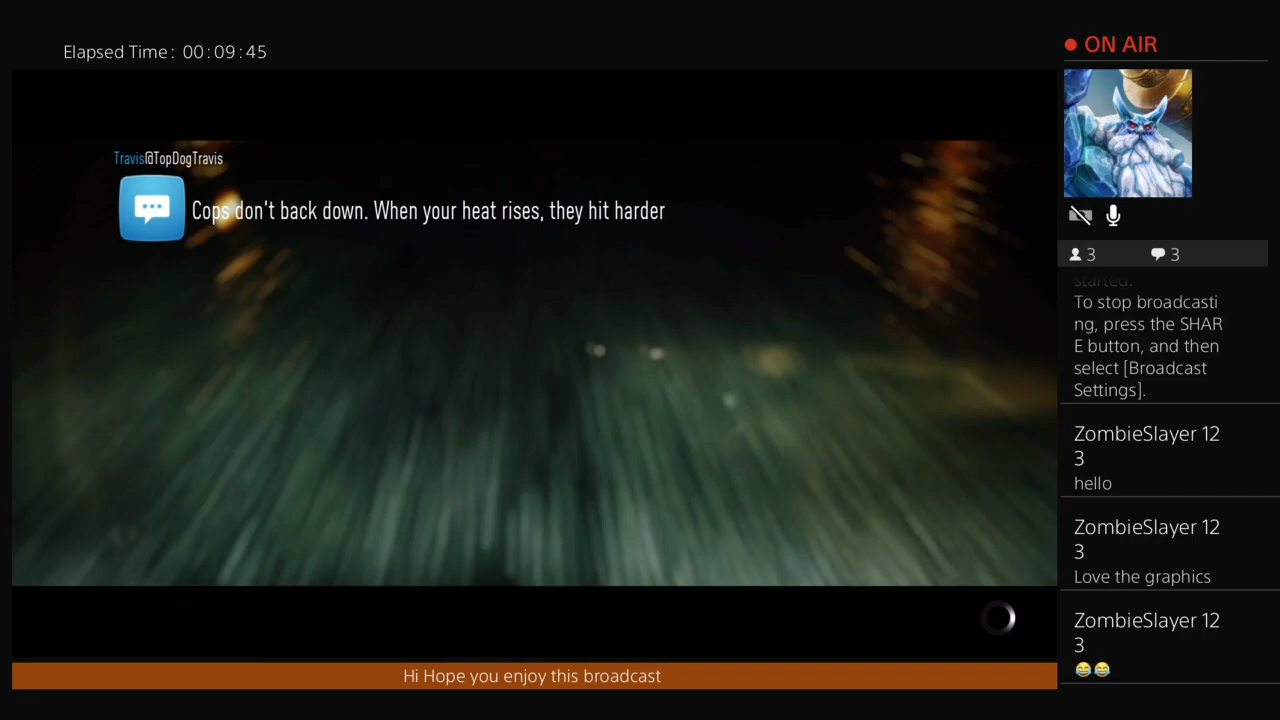 Elapsed Time: 00:09:45
ON AIR
Travis@TopDogTravis
Cops don't back down. When your heat rises, they hit harder
3 3
started.
To stop broadcasti
ng, press the SHAR
E button, and then
select [Broadcast
Settings].
ZombieSlayer 12
3
hello
ZombieSlayer 12
3
Love the graphics
ZombieSlayer 12
3
😂😂
Hi Hope you enjoy this broadcast